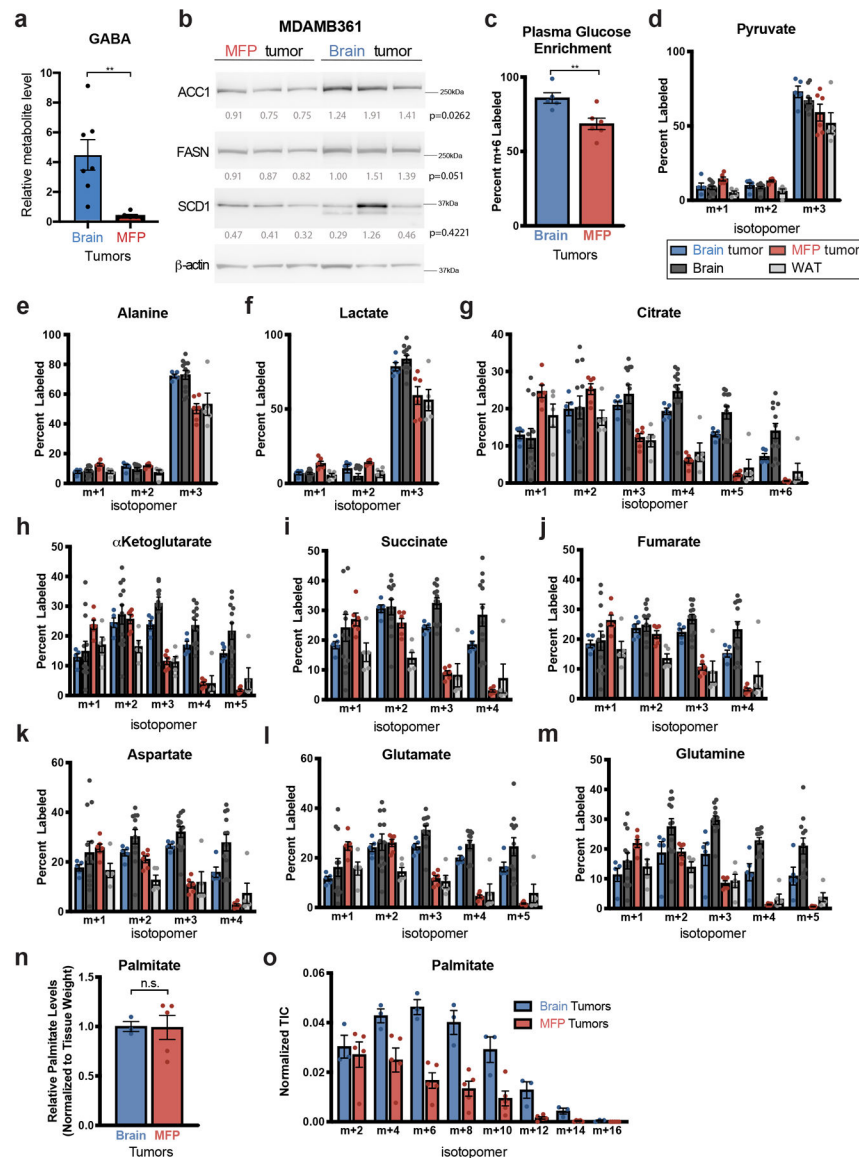 a
GABA
**
Relative metabolite level
10
8
6
4
2
0
Brain MFP
Tumors
b
MDAMB361
MFP tumor Brain tumor
ACC1
250kDa
0.91 0.75 0.75 1.24 1.91 1.41 p=0.0262
FASN
250kDa
0.91 0.87 0.82 1.00 1.51 1.39 p=0.051
SCD1
37kDa
0.47 0.41 0.32 0.29 1.26 0.46 p=0.4221
β-actin
37kDa
c
Plasma Glucose
Enrichment
**
Percent m+6 Labeled
100
50
0
Brain MFP
Tumors
d
Pyruvate
Percent Labeled
100
50
0
m+1 m+2 m+3
isotopomer
Brain tumor MFP tumor
Brain WAT
e
Alanine
Percent Labeled
100
80
60
40
20
0
m+1 m+2 m+3
isotopomer
f
Lactate
Percent Labeled
100
50
0
m+1 m+2 m+3
isotopomer
g
Citrate
Percent Labeled
40
30
20
10
0
m+1 m+2 m+3 m+4 m+5 m+6
isotopomer
h
αKetoglutarate
Percent Labeled
50
40
30
20
10
0
m+1 m+2 m+3 m+4 m+5
isotopomer
i
Succinate
Percent Labeled
60
40
20
0
m+1 m+2 m+3 m+4
isotopomer
j
Fumarate
Percent Labeled
50
40
30
20
10
0
m+1 m+2 m+3 m+4
isotopomer
k
Aspartate
Percent Labeled
60
40
20
0
m+1 m+2 m+3 m+4
isotopomer
l
Glutamate
Percent Labeled
60
40
20
0
m+1 m+2 m+3 m+4 m+5
isotopomer
m
Glutamine
Percent Labeled
50
40
30
20
10
0
m+1 m+2 m+3 m+4 m+5
isotopomer
n
Palmitate
n.s.
Relative Palmitate Levels
(Normalized to Tissue Weight)
1.5
1.0
0.5
0.0
Brain MFP
Tumors
o
Palmitate
Brain Tumors
MFP Tumors
Normalized TIC
0.06
0.04
0.02
0.00
m+2 m+4 m+6 m+8 m+10 m+12 m+14 m+16
isotopomer